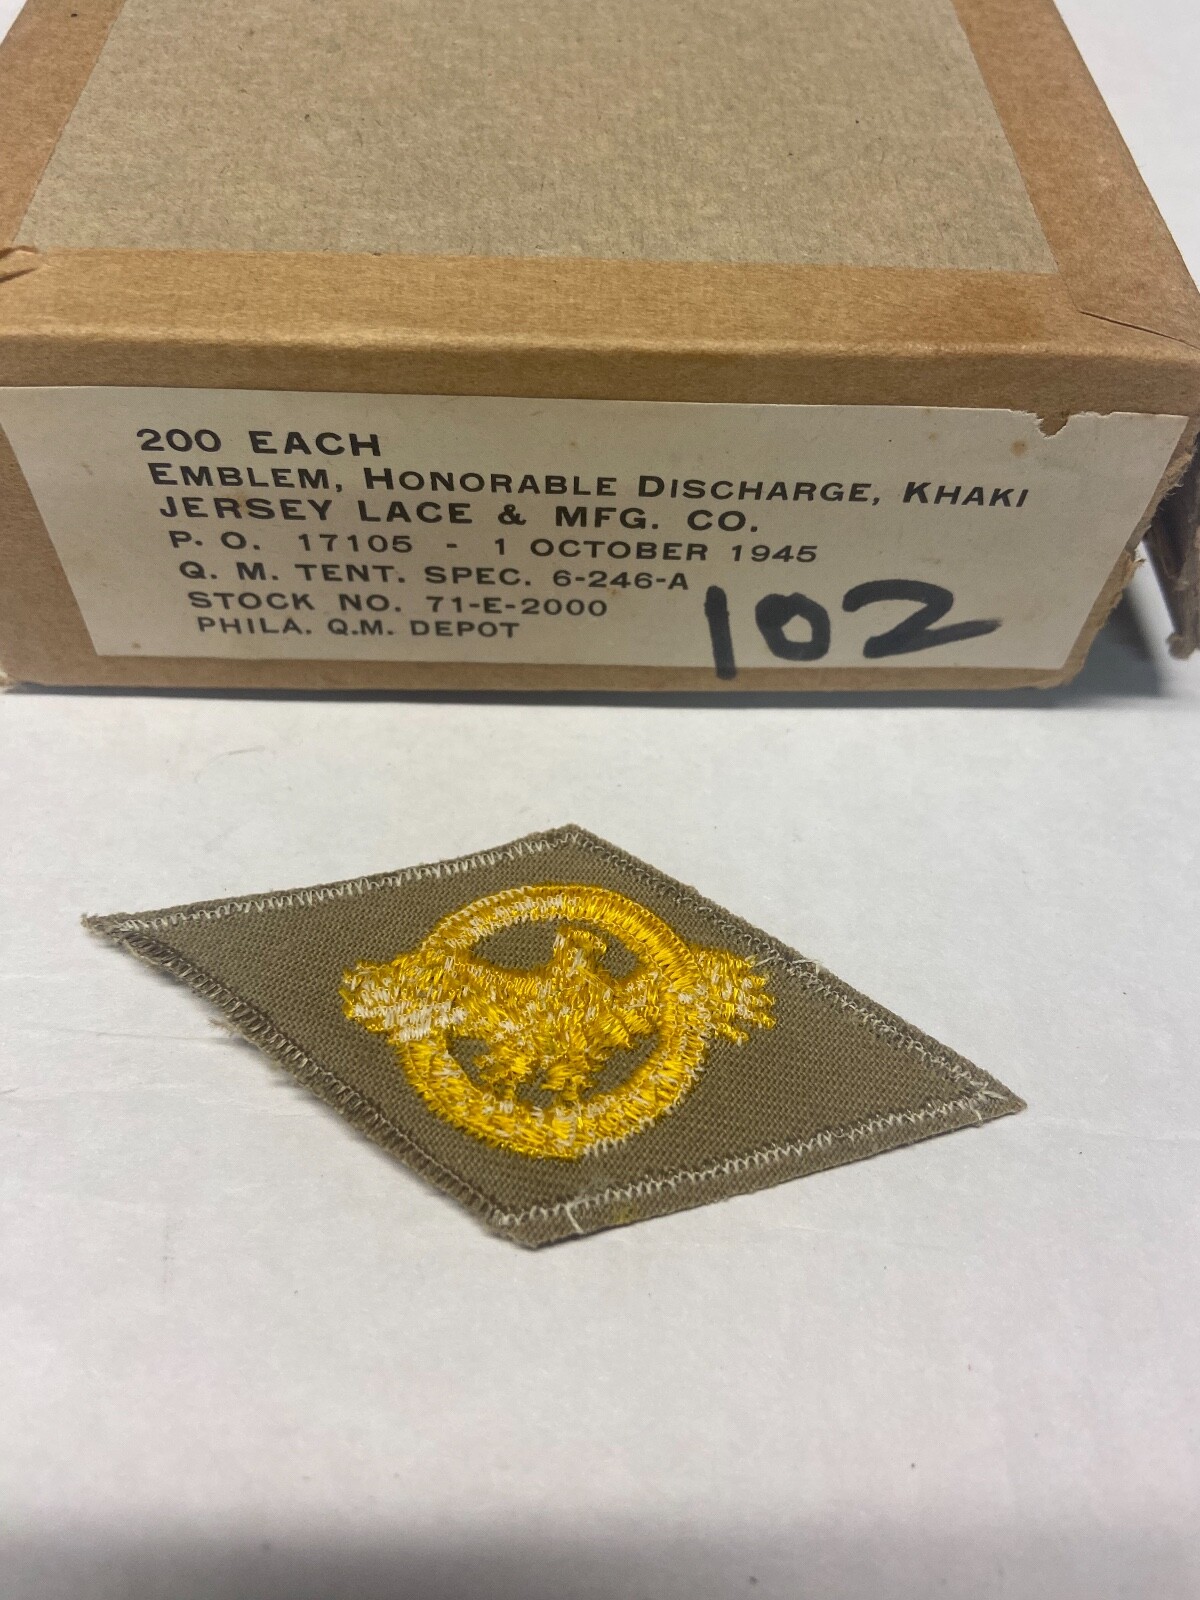 200 EACH
EMBLEM, HONORABLE DISCHARGE, KHAKI
JERSEY LACE & MFG. CO.
P. O. 17105 - 1 OCTOBER 1945
Q. M. TENT. SPEC. 6-246-A
STOCK NO. 71-E-2000
PHILA. Q.M. DEPOT
102